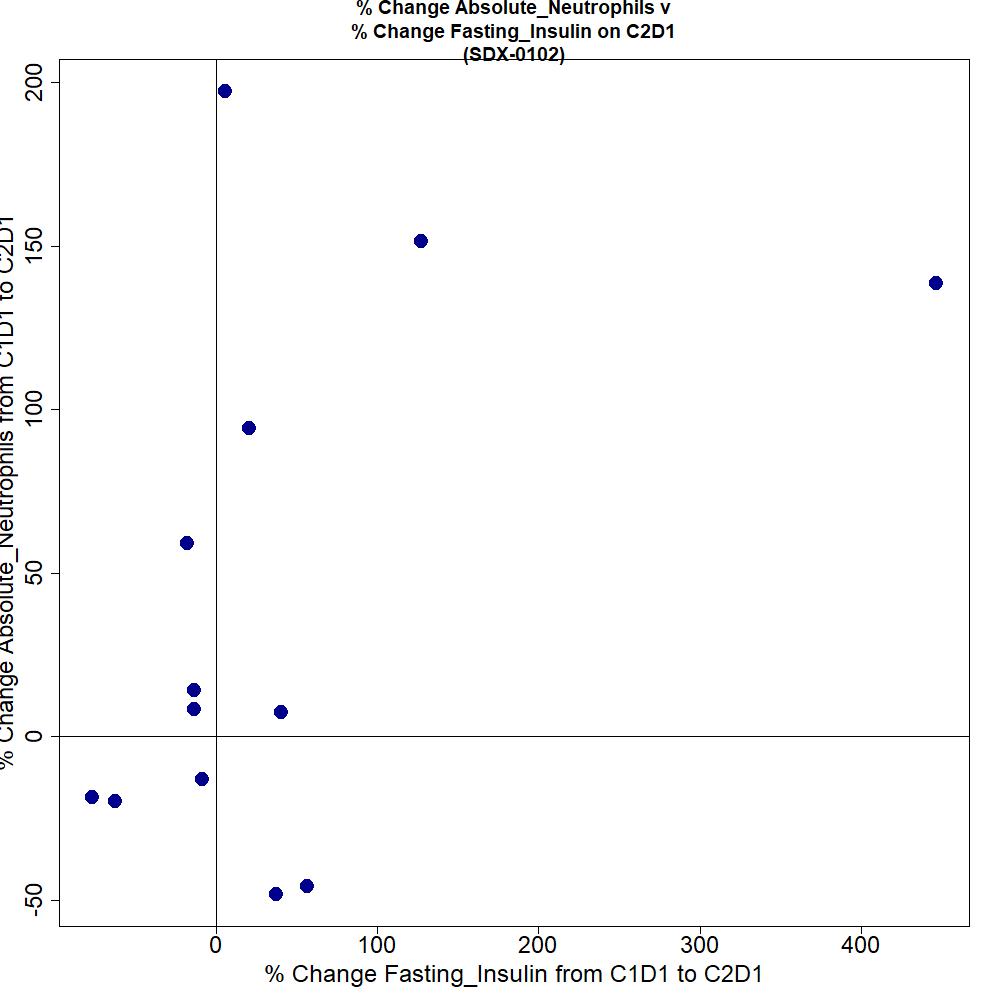 % Change Absolute_Neutrophils v
% Change Fasting_Insulin on C2D1
(SDX-0102)
% Change Absolute_Neutrophils from C1D1 to C2D1
200
150
100
50
0
-50
0 100 200 300 400
% Change Fasting_Insulin from C1D1 to C2D1